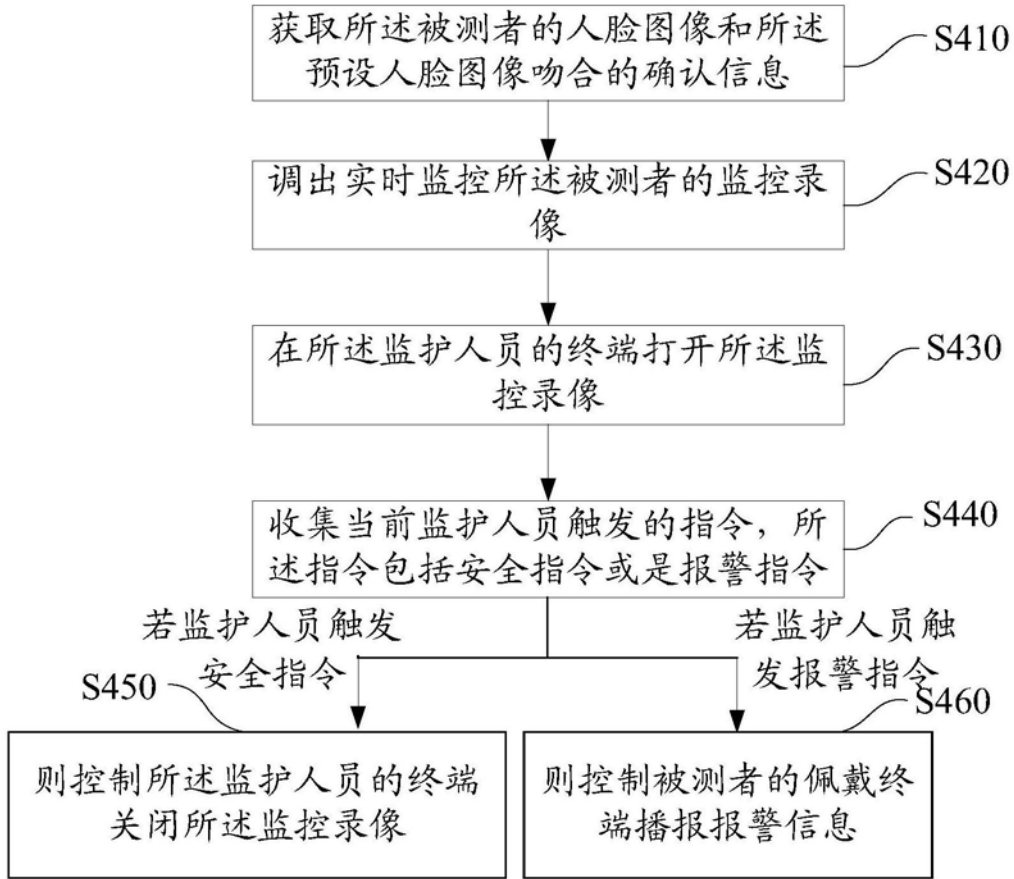 获取所述被测者的人脸图像和所述
预设人脸图像吻合的确认信息
S410
调出实时监控所述被测者的监控录
像
S420
在所述监护人员的终端打开所述监
控录像
S430
收集当前监护人员触发的指令，所
述指令包括安全指令或是报警指令
S440
若监护人员触发
安全指令
若监护人员触
发报警指令
S450
则控制所述监护人员的终端
关闭所述监控录像
S460
则控制被测者的佩戴终
端播报报警信息